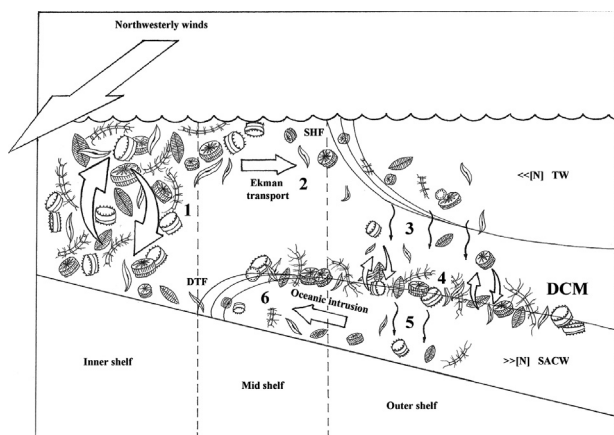 Northwesterly winds
SHF
1
2
Ekman
transport
<<[N] TW
3
DTF
4
DCM
6
Oceanic intrusion
5
>>[N] SACW
Inner shelf
Mid shelf
Outer shelf